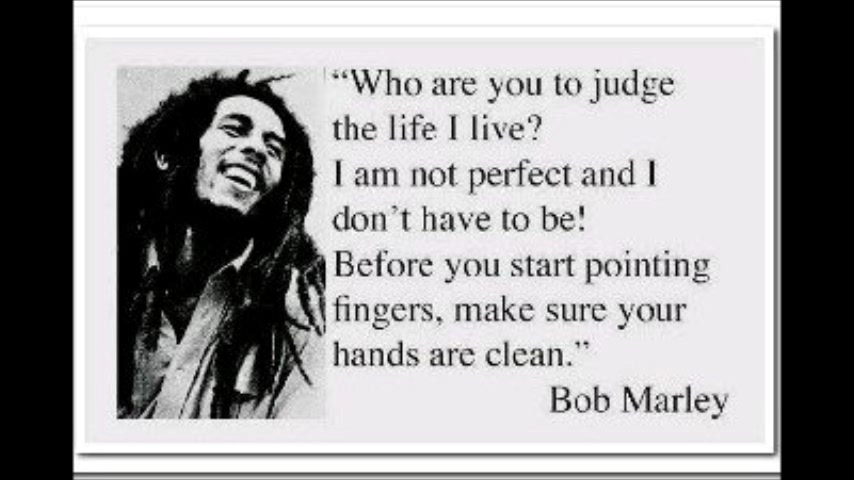 “Who are you to judge
the life I live?
I am not perfect and I
don’t have to be!
Before you start pointing
fingers, make sure your
hands are clean.”
Bob Marley